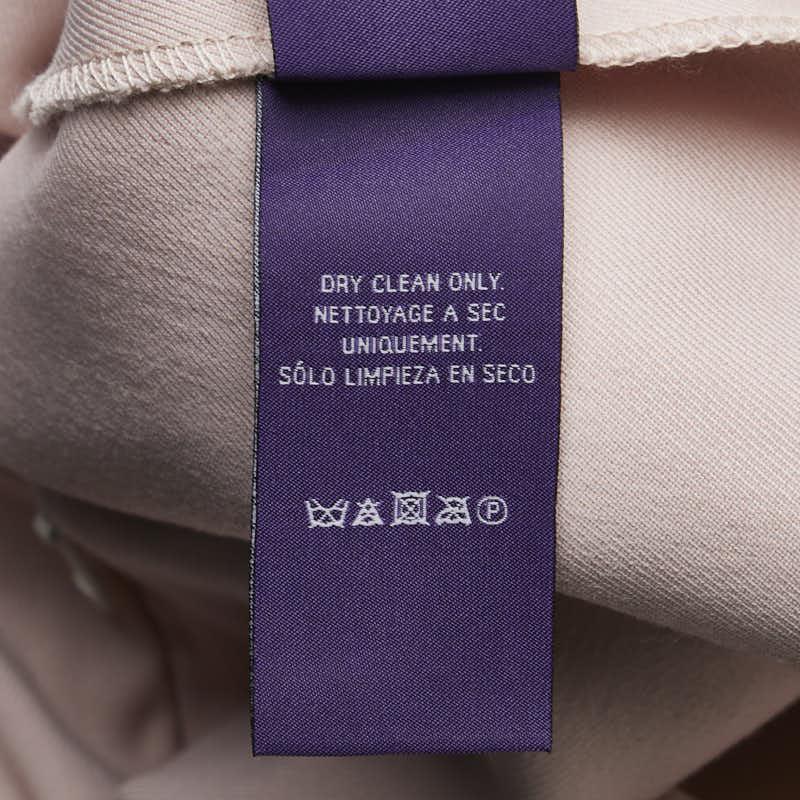 DRY CLEAN ONLY.
NETTOYAGE A SEC
UNIQUEMENT.
SÓLO LIMPIEZA EN SECO
P